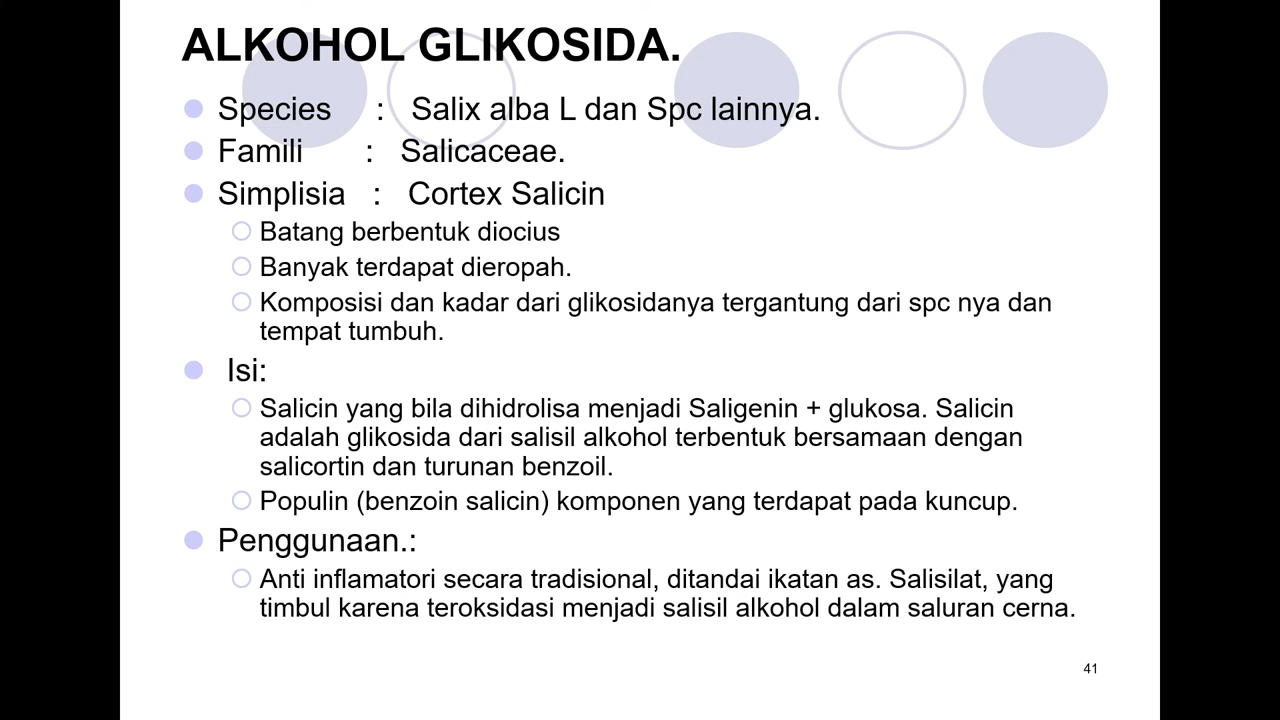 ALKOHOL GLIKOSIDA.
Species : Salix alba L dan Spc lainnya.
Famili : Salicaceae.
Simplisia : Cortex Salicin
Batang berbentuk diocius
Banyak terdapat dieropah.
Komposisi dan kadar dari glikosidanya tergantung dari spc nya dan
tempat tumbuh.
Isi:
Salicin yang bila dihidrolisa menjadi Saligenin + glukosa. Salicin
adalah glikosida dari salisil alkohol terbentuk bersamaan dengan
salicortin dan turunan benzoil.
Populin (benzoin salicin) komponen yang terdapat pada kuncup.
Penggunaan.:
Anti inflamatori secara tradisional, ditandai ikatan as. Salisilat, yang
timbul karena teroksidasi menjadi salisil alkohol dalam saluran cerna.
41